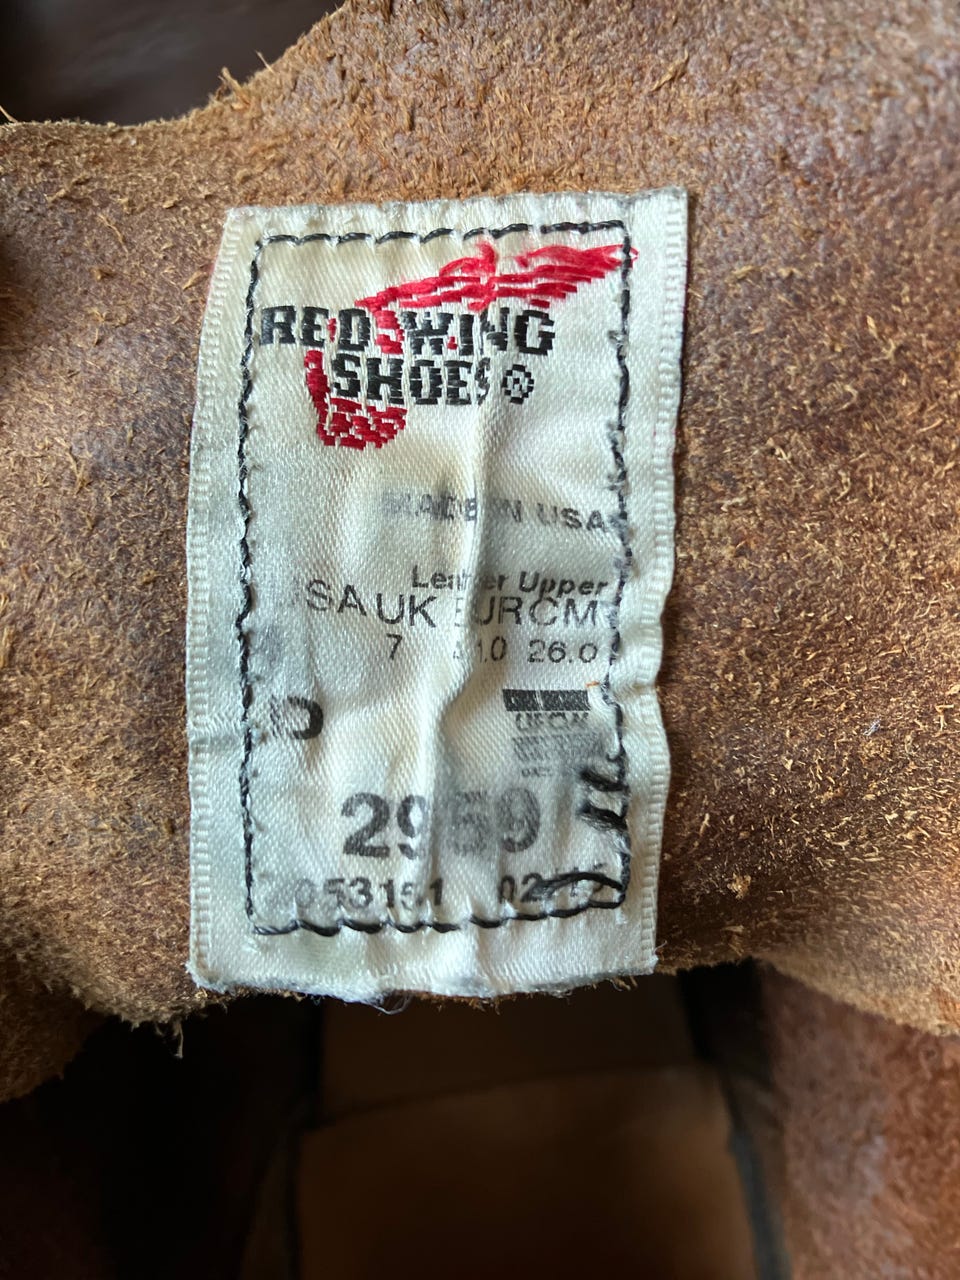 RED WING
SHOES®
MADE IN USA
Leather Upper
USA UK EUR CM
7 41.0 26.0
D
2959